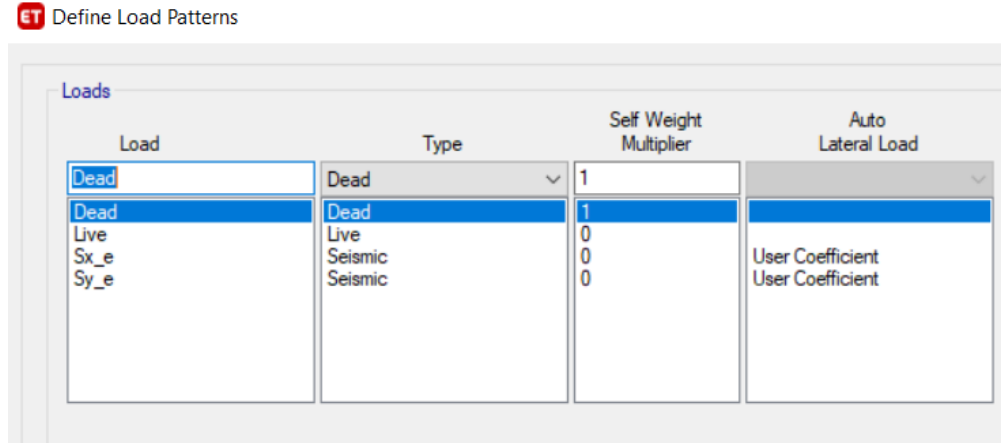 ET Define Load Patterns
Loads
Load Type Self Weight Multiplier Auto Lateral Load
Dead Dead 1
Dead Dead 1
Live Live 0
Sx_e Seismic 0 User Coefficient
Sy_e Seismic 0 User Coefficient